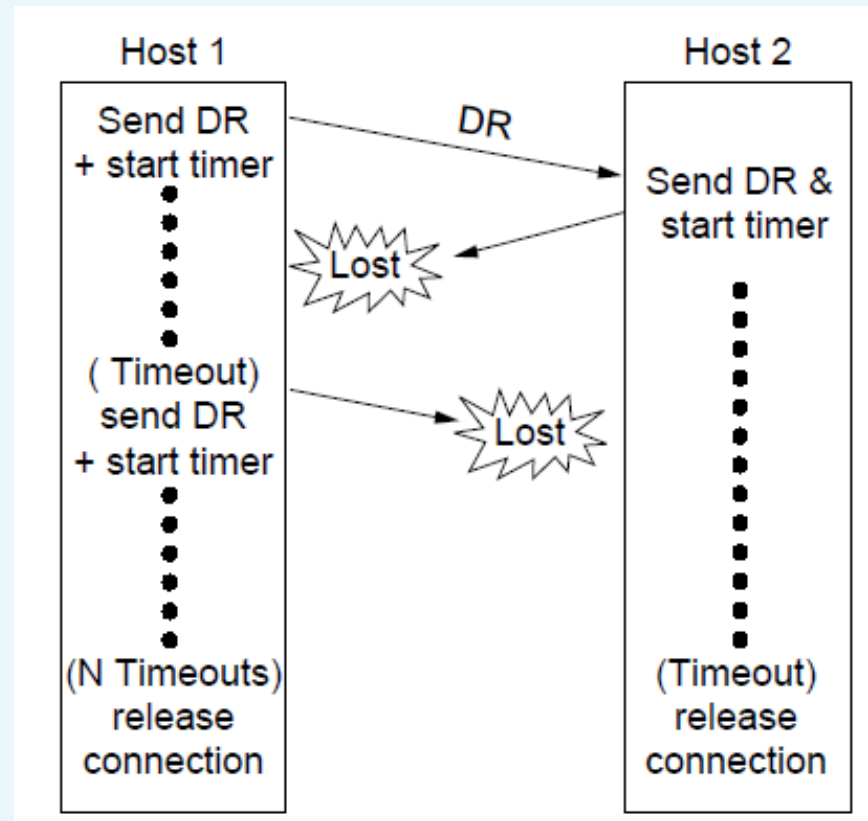 Host 1
Host 2
Send DR
+ start timer
DR
Send DR &
start timer
Lost
( Timeout)
send DR
+ start timer
Lost
(N Timeouts)
release
connection
(Timeout)
release
connection